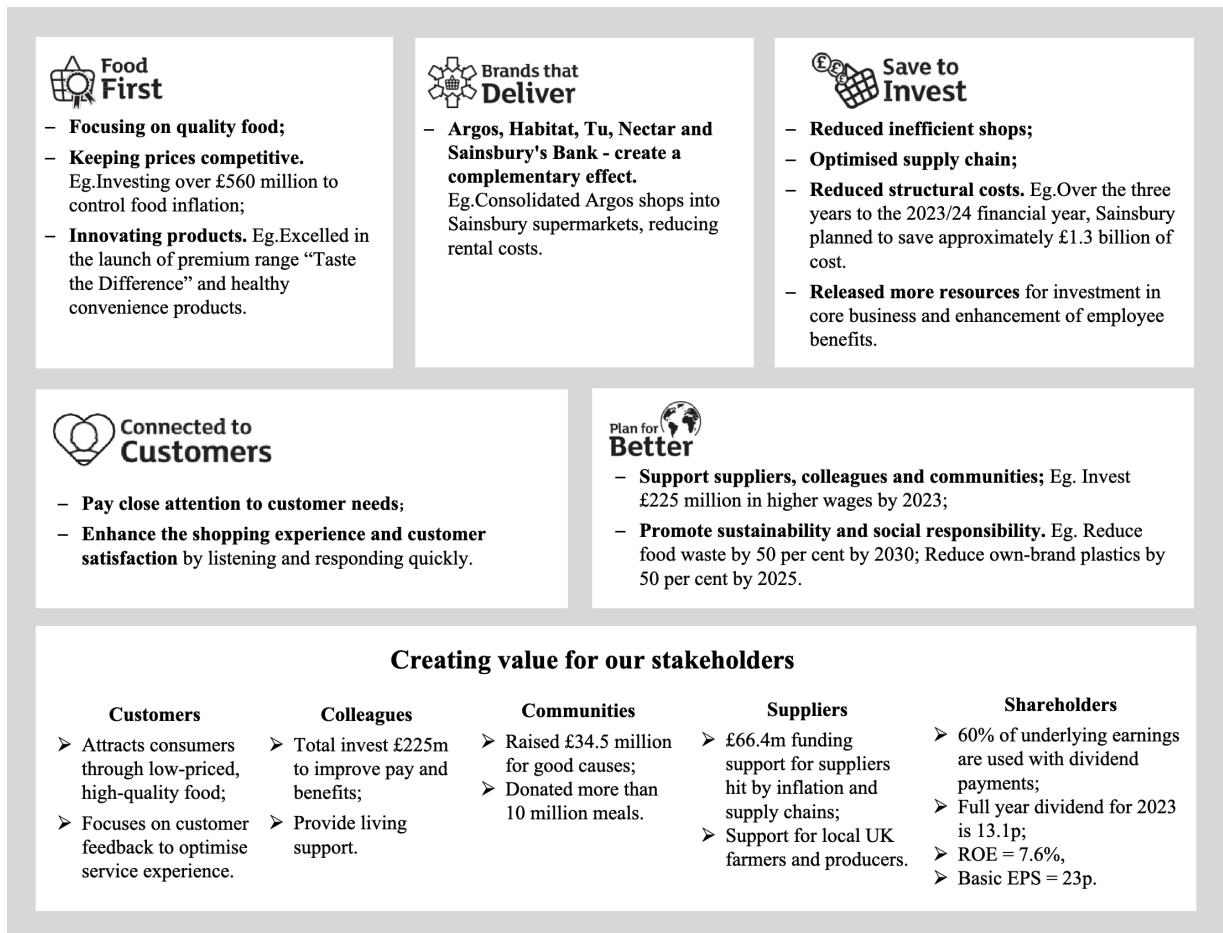 Food
First
– Focusing on quality food;
– Keeping prices competitive.
Eg.Investing over £560 million to
control food inflation;
– Innovating products. Eg.Excelled in
the launch of premium range “Taste
the Difference” and healthy
convenience products.
Brands that
Deliver
– Argos, Habitat, Tu, Nectar and
Sainsbury's Bank - create a
complementary effect.
Eg.Consolidated Argos shops into
Sainsbury supermarkets, reducing
rental costs.
£££
Save to
Invest
– Reduced inefficient shops;
– Optimised supply chain;
– Reduced structural costs. Eg.Over the three
years to the 2023/24 financial year, Sainsbury
planned to save approximately £1.3 billion of
cost.
– Released more resources for investment in
core business and enhancement of employee
benefits.
Connected to
Customers
– Pay close attention to customer needs;
– Enhance the shopping experience and customer
satisfaction by listening and responding quickly.
Plan for
Better
– Support suppliers, colleagues and communities; Eg. Invest
£225 million in higher wages by 2023;
– Promote sustainability and social responsibility. Eg. Reduce
food waste by 50 per cent by 2030; Reduce own-brand plastics by
50 per cent by 2025.
Creating value for our stakeholders
Customers
➢ Attracts consumers
through low-priced,
high-quality food;
➢ Focuses on customer
feedback to optimise
service experience.
Colleagues
➢ Total invest £225m
to improve pay and
benefits;
➢ Provide living
support.
Communities
➢ Raised £34.5 million
for good causes;
➢ Donated more than
10 million meals.
Suppliers
➢ £66.4m funding
support for suppliers
hit by inflation and
supply chains;
➢ Support for local UK
farmers and producers.
Shareholders
➢ 60% of underlying earnings
are used with dividend
payments;
➢ Full year dividend for 2023
is 13.1p;
➢ ROE = 7.6%,
➢ Basic EPS = 23p.